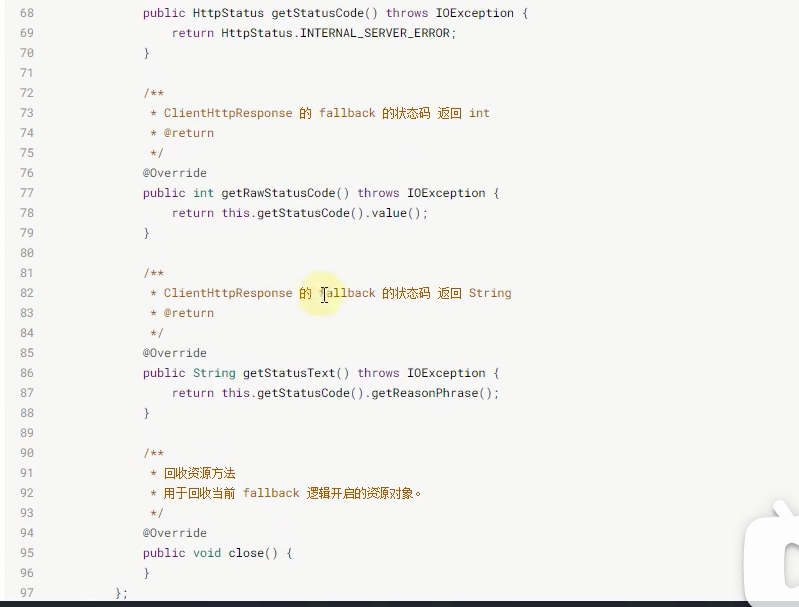 68 public HttpStatus getStatusCode() throws IOException {
69 return HttpStatus.INTERNAL_SERVER_ERROR;
70 }
71
72 /**
73 * ClientHttpResponse 的 fallback 的状态码 返回 int
74 * @return
75 */
76 @Override
77 public int getRawStatusCode() throws IOException {
78 return this.getStatusCode().value();
79 }
80
81 /**
82 * ClientHttpResponse 的 fallback 的状态码 返回 String
83 * @return
84 */
85 @Override
86 public String getStatusText() throws IOException {
87 return this.getStatusCode().getReasonPhrase();
88 }
89
90 /**
91 * 回收资源方法
92 * 用于回收当前 fallback 逻辑开启的资源对象。
93 */
94 @Override
95 public void close() {
96 }
97 };